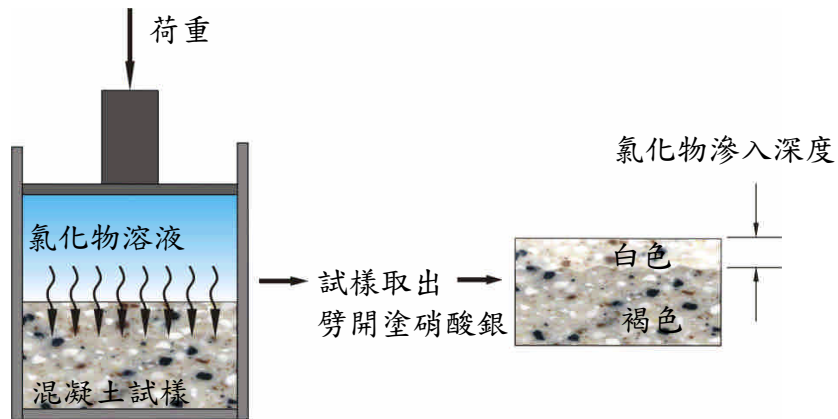 荷重
氯化物溶液
混凝土試樣
試樣取出
劈開塗硝酸銀
氯化物滲入深度
白色
褐色